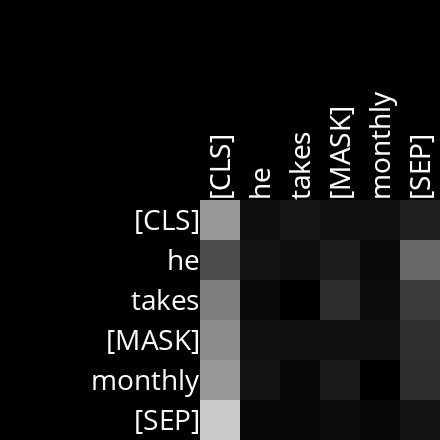 [CLS]
he
takes
[MASK]
monthly
[SEP]
[CLS]
he
takes
[MASK]
monthly
[SEP]